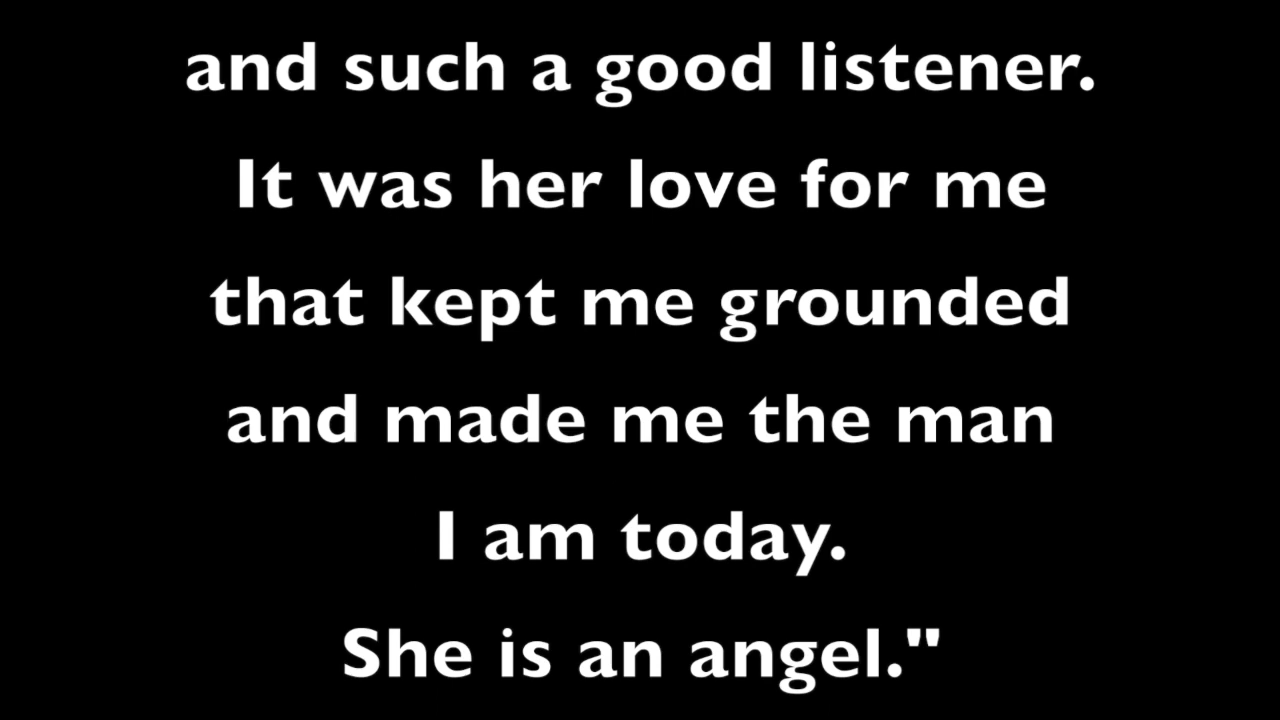 and such a good listener.
It was her love for me
that kept me grounded
and made me the man
I am today.
She is an angel."